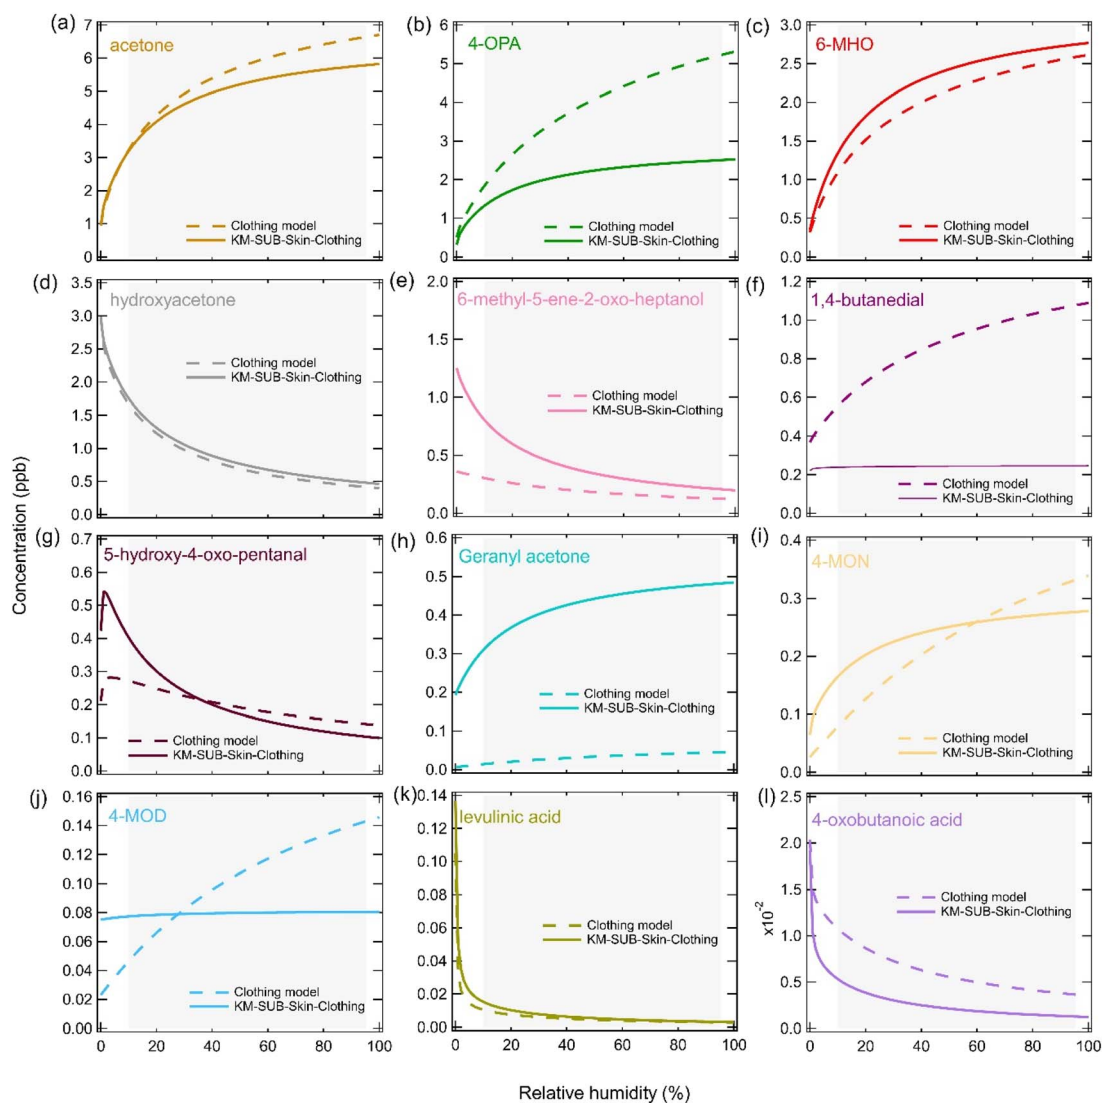 (a)
acetone
7
6
5
4
3
2
1
0
Clothing model
KM-SUB-Skin-Clothing
(b)
4-OPA
6
5
4
3
2
1
0
Clothing model
KM-SUB-Skin-Clothing
(c)
6-MHO
3.0
2.5
2.0
1.5
1.0
0.5
0.0
Clothing model
KM-SUB-Skin-Clothing
(d)
hydroxyacetone
3.5
3.0
2.5
2.0
1.5
1.0
0.5
0.0
Clothing model
KM-SUB-Skin-Clothing
(e)
6-methyl-5-ene-2-oxo-heptanol
2.0
1.5
1.0
0.5
0.0
Clothing model
KM-SUB-Skin-Clothing
(f)
1,4-butanedial
1.2
1.0
0.8
0.6
0.4
0.2
0.0
Clothing model
KM-SUB-Skin-Clothing
Concentration (ppb)
(g)
5-hydroxy-4-oxo-pentanal
0.7
0.6
0.5
0.4
0.3
0.2
0.1
0.0
Clothing model
KM-SUB-Skin-Clothing
(h)
Geranyl acetone
0.6
0.5
0.4
0.3
0.2
0.1
0.0
Clothing model
KM-SUB-Skin-Clothing
(i)
4-MON
0.4
0.3
0.2
0.1
0.0
Clothing model
KM-SUB-Skin-Clothing
(j)
4-MOD
0.16
0.14
0.12
0.10
0.08
0.06
0.04
0.02
0.00
Clothing model
KM-SUB-Skin-Clothing
0 20 40 60 80 100
(k)
levulinic acid
0.14
0.12
0.10
0.08
0.06
0.04
0.02
0.00
Clothing model
KM-SUB-Skin-Clothing
0 20 40 60 80 100
(l)
4-oxobutanoic acid
2.5
2.0
1.5
1.0
0.5
0.0
x10-2
Clothing model
KM-SUB-Skin-Clothing
0 20 40 60 80 100
Relative humidity (%)